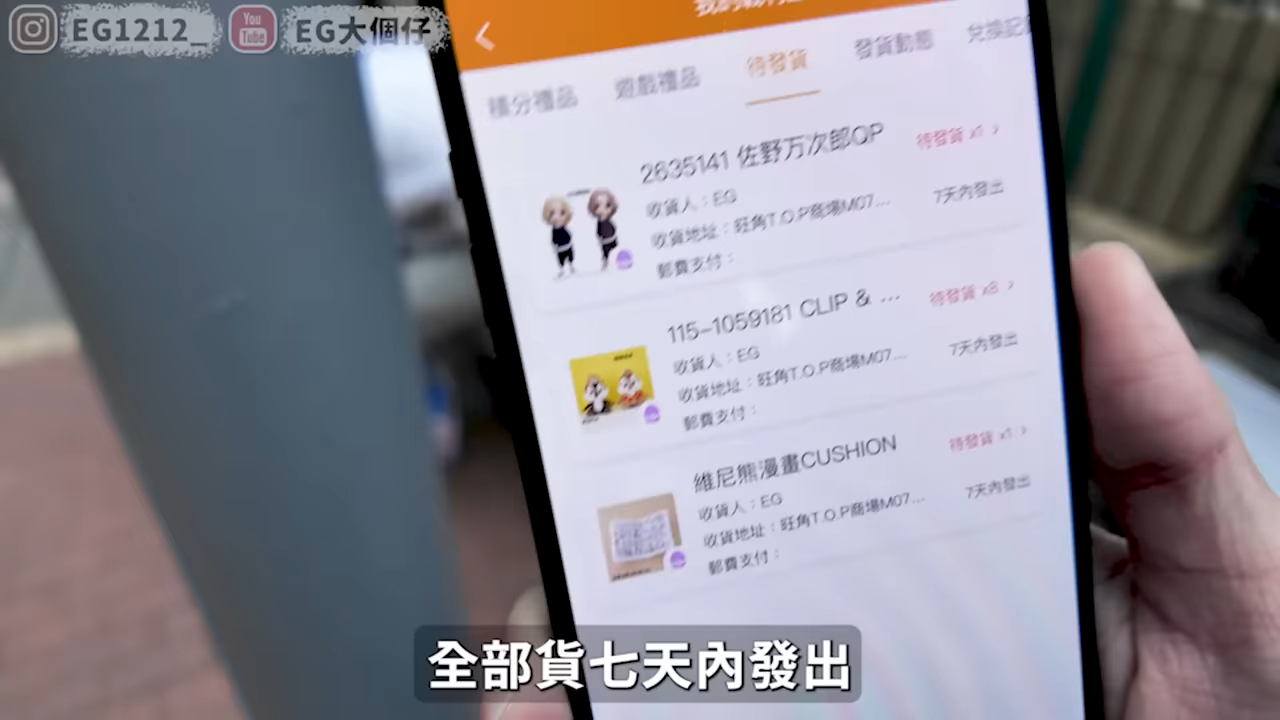 EG1212_
You Tube
EG大個仔
積分禮品 遊戲禮品 待發貨 發貨動態 兌換記
2635141 佐野万次郎QP
待發貨 x1 >
收貨人：EG
7天內發出
收貨地址：旺角T.O.P商場M07...
郵費支付：
115-1059181 CLIP & ...
待發貨 x8 >
收貨人：EG
7天內發出
收貨地址：旺角T.O.P商場M07...
郵費支付：
維尼熊漫畫CUSHION
待發貨 x1 >
收貨人：EG
7天內發出
收貨地址：旺角T.O.P商場M07...
郵費支付：
全部貨七天內發出